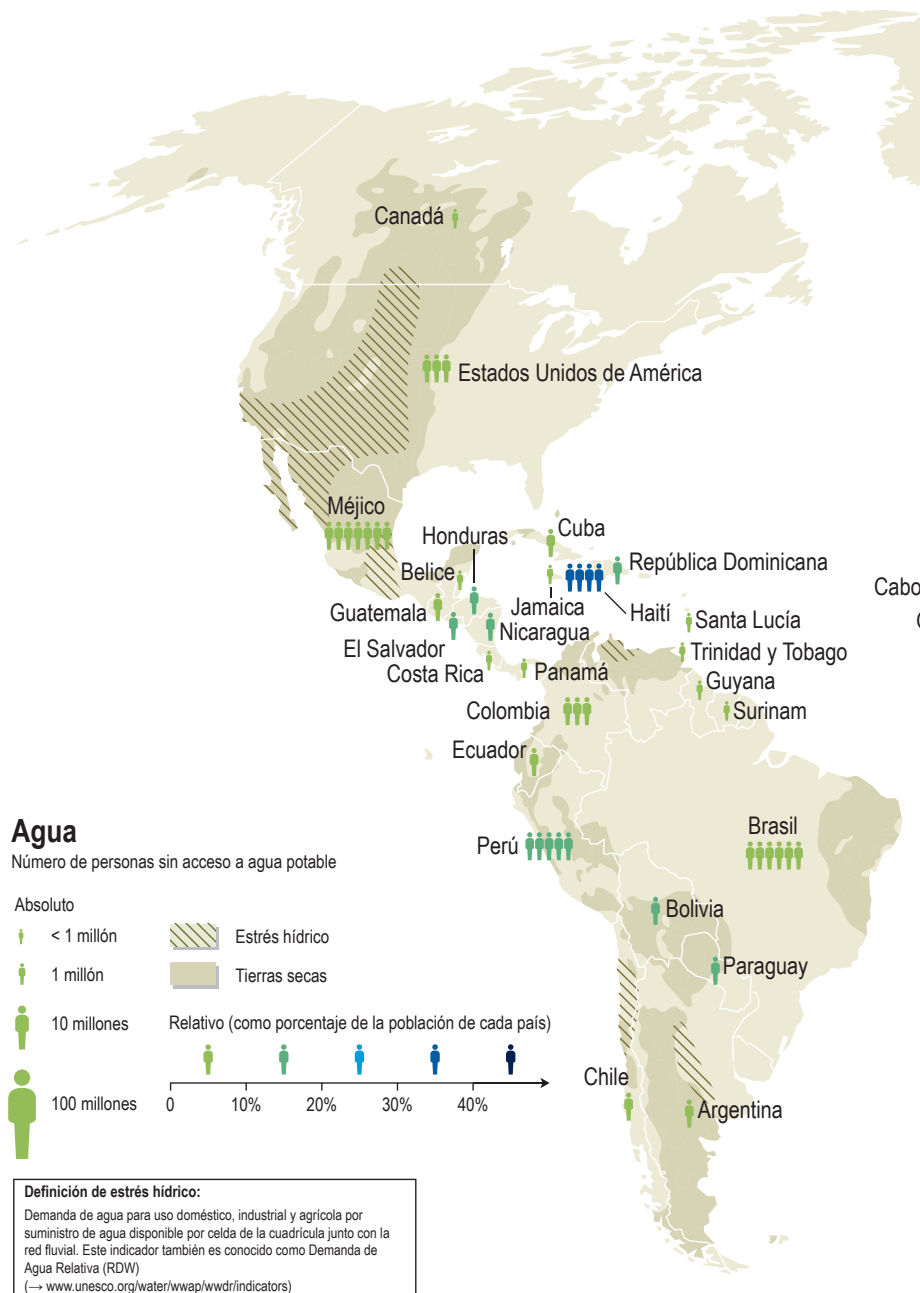 Canadá
Estados Unidos de América
Méjico
Honduras
Cuba
República Dominicana
Belice
Cabo
Guatemala
Jamaica
Haití
Santa Lucía
Nicaragua
El Salvador
Trinidad y Tobago
Costa Rica
Panamá
Guyana
Colombia
Surinam
Ecuador
Agua
Número de personas sin acceso a agua potable
Perú
Brasil
Absoluto
< 1 millón
Estrés hídrico
Bolivia
1 millón
Tierras secas
Paraguay
10 millones
Relativo (como porcentaje de la población de cada país)
100 millones
0 10% 20% 30% 40%
Chile
Argentina
Definición de estrés hídrico:
Demanda de agua para uso doméstico, industrial y agrícola por
suministro de agua disponible por celda de la cuadrícula junto con la
red fluvial. Este indicador también es conocido como Demanda de
Agua Relativa (RDW)
(→ www.unesco.org/water/wwap/wwdr/indicators)